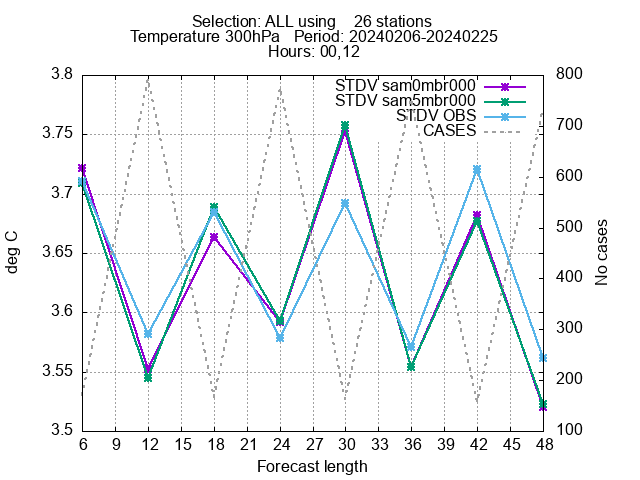 Selection: ALL using    26 stations
Temperature 300hPa   Period: 20240206-20240225
Hours: 00,12
STDV sam0mbr000
STDV sam5mbr000
STDV OBS
CASES
3.8
3.75
3.7
3.65
3.6
3.55
3.5
800
700
600
500
400
300
200
100
deg C
No cases
6 9 12 15 18 21 24 27 30 33 36 39 42 45 48
Forecast length